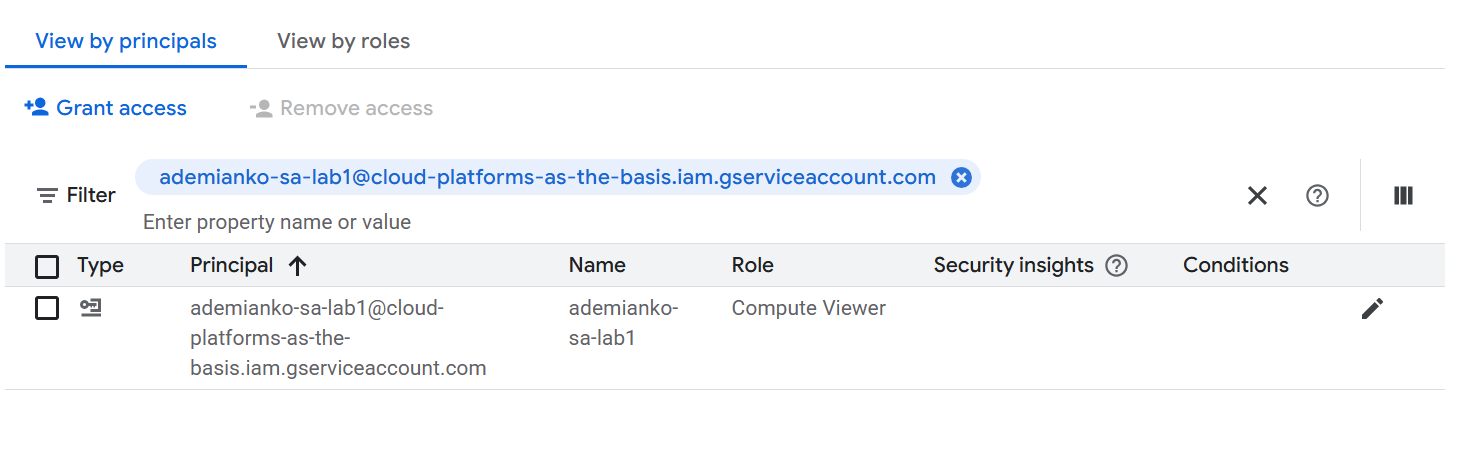 View by principals View by roles
Grant access Remove access
Filter ademianko-sa-lab1@cloud-platforms-as-the-basis.iam.gserviceaccount.com
Enter property name or value
Type Principal Name Role Security insights Conditions
ademianko-sa-lab1@cloud- ademianko- Compute Viewer
platforms-as-the- sa-lab1
basis.iam.gserviceaccount.com